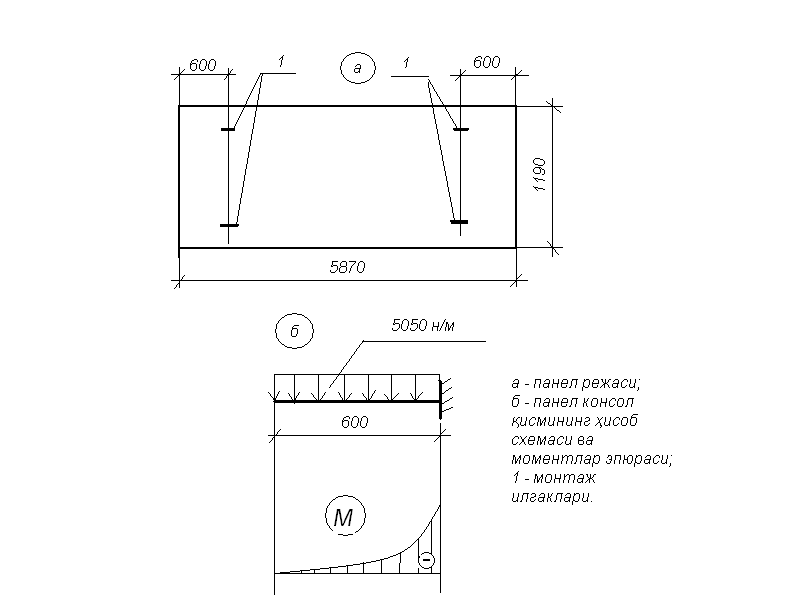 600
1
а
1
600
1190
5870
б
5050 н/м
600
М
а - панел режаси;
б - панел консол
қисмининг ҳисоб
схемаси ва
моментлар эпюраси;
1 - монтаж
илгаклари.